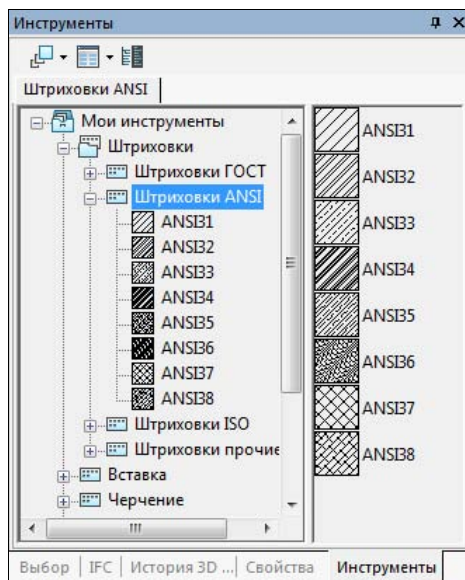 Инструменты
Штриховки ANSI
Мои инструменты
Штриховки
Штриховки ГОСТ
Штриховки ANSI
ANSI31
ANSI32
ANSI33
ANSI34
ANSI35
ANSI36
ANSI37
ANSI38
Штриховки ISO
Штриховки прочие
Вставка
Черчение
ANSI31
ANSI32
ANSI33
ANSI34
ANSI35
ANSI36
ANSI37
ANSI38
Выбор IFC История 3D ... Свойства Инструменты